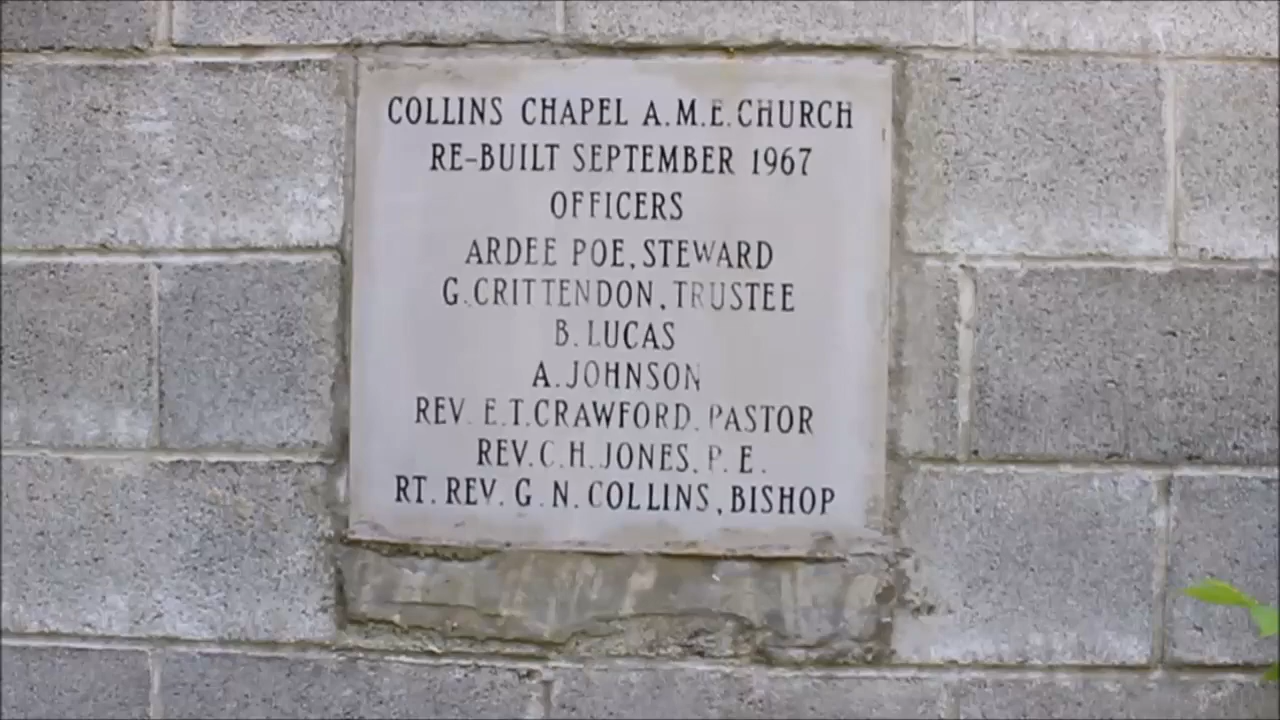 COLLINS CHAPEL A.M.E. CHURCH
RE-BUILT SEPTEMBER 1967
OFFICERS
ARDEE POE, STEWARD
G. CRITTENDON, TRUSTEE
B. LUCAS
A. JOHNSON
REV. E.T. CRAWFORD, PASTOR
REV. C.H. JONES, P.E.
RT. REV. G.N. COLLINS, BISHOP